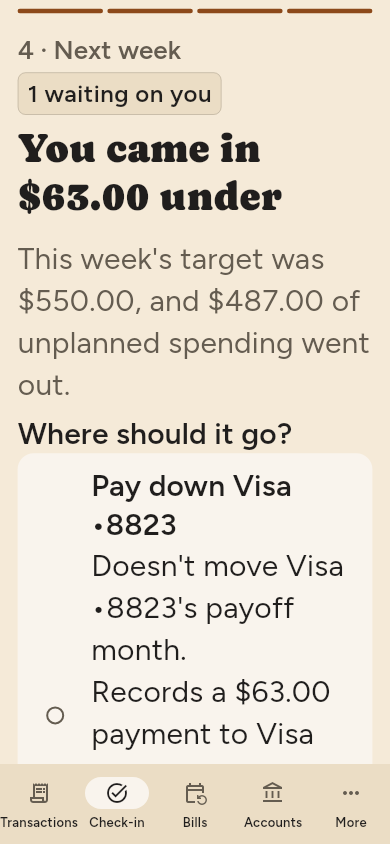 4 · Next week
1 waiting on you
You came in
$63.00 under
This week's target was
$550.00, and $487.00 of
unplanned spending went
out.
Where should it go?
Pay down Visa
•8823
Doesn't move Visa
•8823's payoff
month.
Records a $63.00
payment to Visa
Transactions
Check-in
Bills
Accounts
More